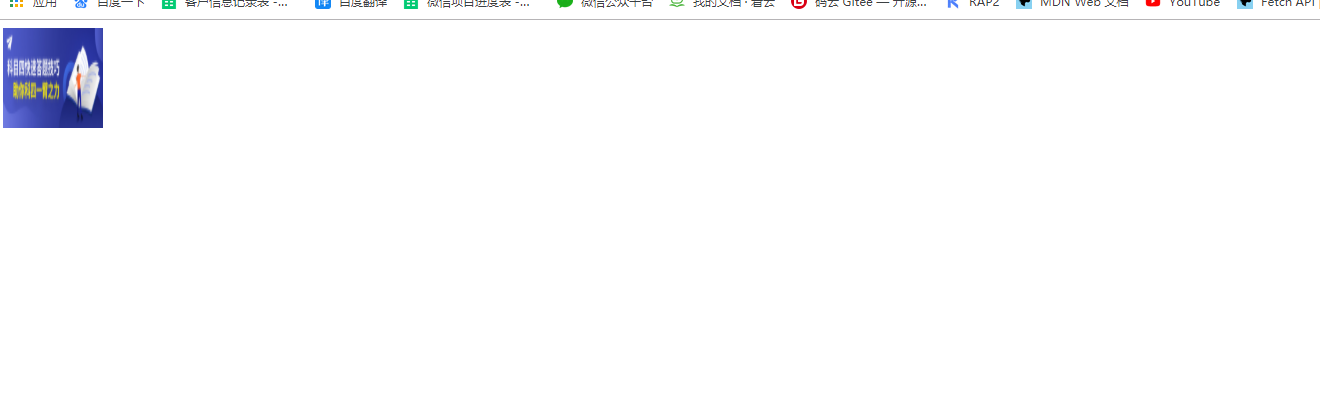 应用 百度一下 客户信息记录表 -... 百度翻译 微信项目进度表 -... 微信公众平台 我的文档 · 看云 码云 Gitee — 开源... RAP2 MDN Web 文档 YouTube Fetch API
科目四快速答题技巧
助你科四一臂之力